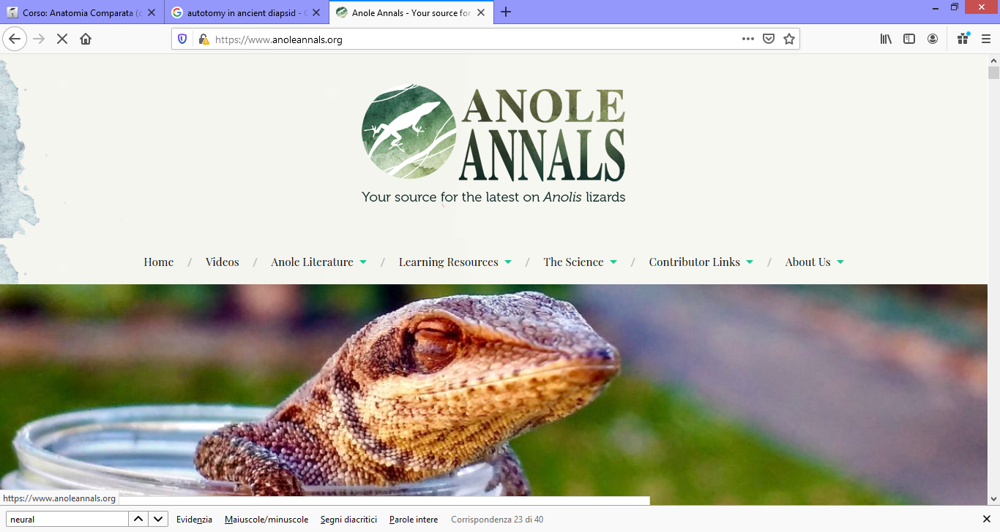 Corso: Anatomia Comparata (c
autotomy in ancient diapsid - G
Anole Annals - Your source for
https://www.anoleannals.org
ANOLE
ANNALS
Your source for the latest on Anolis lizards
Home / Videos / Anole Literature / Learning Resources / The Science / Contributor Links / About Us
https://www.anoleannals.org
neural Evidenzia Maiuscole/minuscole Segni diacritici Parole intere Corrispondenza 23 di 40